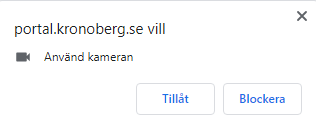 portal.kronoberg.se vill
Använd kameran
Tillåt
Blockera